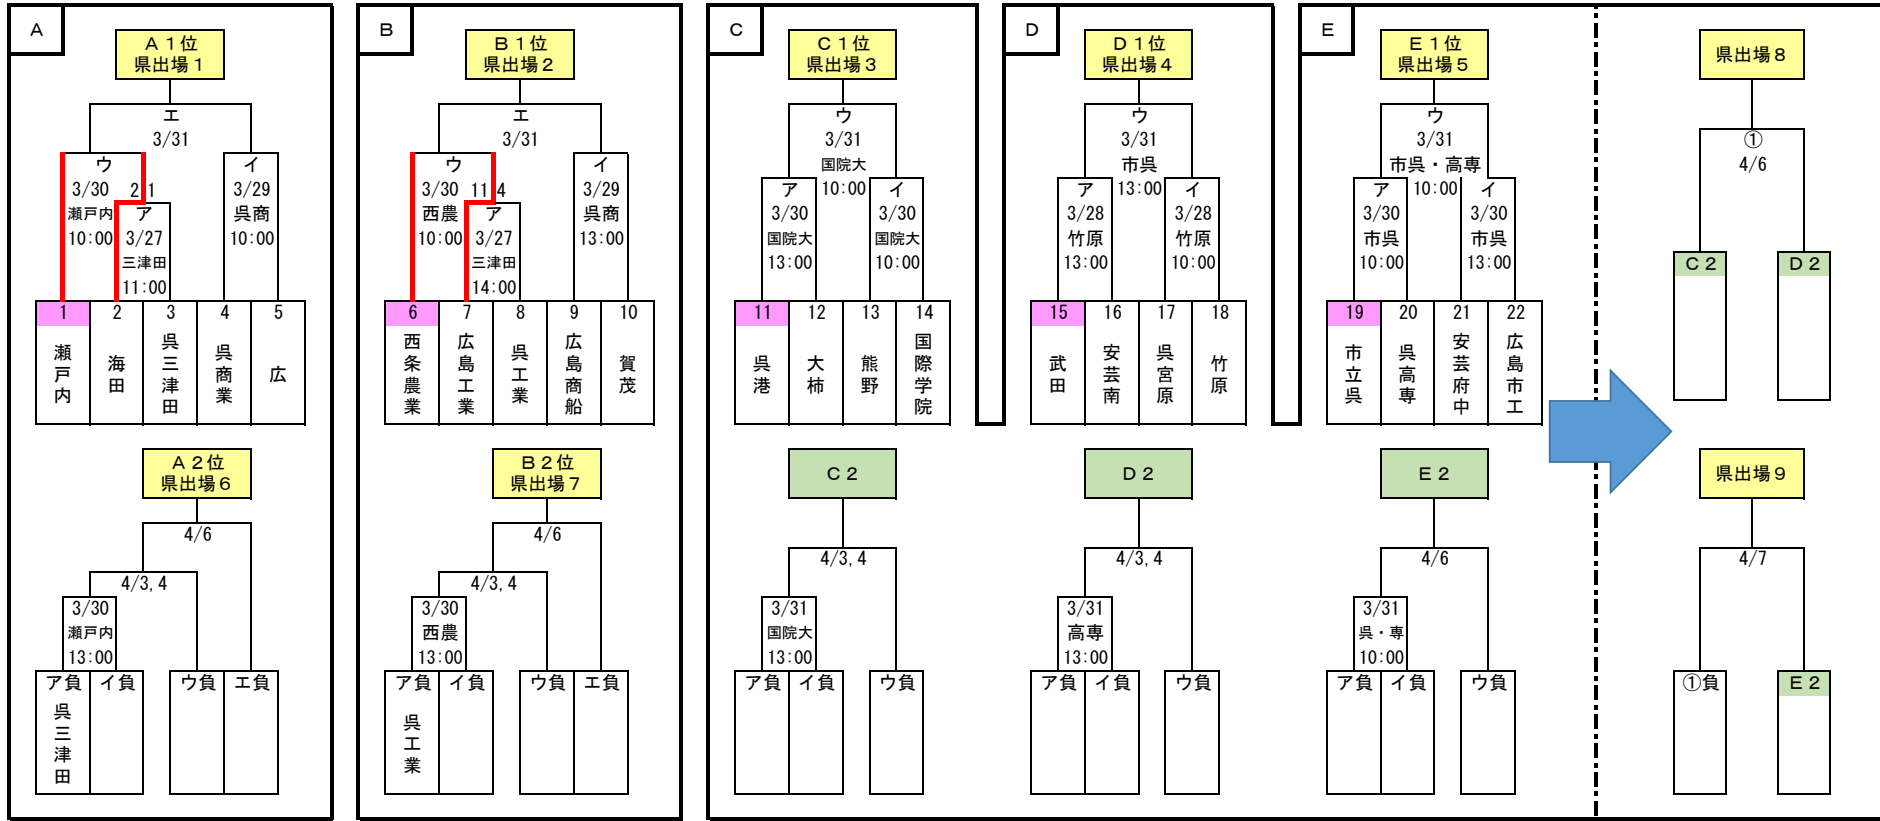 A
A1位
県出場1
エ
3/31
ウ
3/30
瀬戸内
10:00
2 1
ア
3/27
三津田
11:00
イ
3/29
呉商
10:00
1
2
3
4
5
瀬戸内
海田
呉三津田
呉商業
広
A2位
県出場6
4/6
4/3,4
3/30
瀬戸内
13:00
ア負
イ負
ウ負
エ負
呉三津田
B
B1位
県出場2
エ
3/31
ウ
3/30
西農
10:00
11 4
ア
3/27
三津田
14:00
イ
3/29
呉商
13:00
6
7
8
9
10
西条農業
広島工業
呉工業
広島商船
賀茂
B2位
県出場7
4/6
4/3,4
3/30
西農
13:00
ア負
イ負
ウ負
エ負
呉工業
C
C1位
県出場3
ウ
3/31
国院大
10:00
ア
3/30
国院大
13:00
イ
3/30
国院大
10:00
11
12
13
14
呉港
大柿
熊野
国際学院
C2
4/3,4
3/31
国院大
13:00
ア負
イ負
ウ負
D
D1位
県出場4
ウ
3/31
市呉
13:00
ア
3/28
竹原
13:00
イ
3/28
竹原
10:00
15
16
17
18
武田
安芸南
呉宮原
竹原
D2
4/3,4
3/31
高専
13:00
ア負
イ負
ウ負
E
E1位
県出場5
ウ
3/31
市呉・高専
10:00
ア
3/30
市呉
10:00
イ
3/30
市呉
13:00
19
20
21
22
市立呉
呉高専
安芸府中
広島市工
E2
4/6
3/31
呉・専
10:00
ア負
イ負
ウ負
県出場8
①
4/6
C2
D2
県出場9
4/7
①負
E2